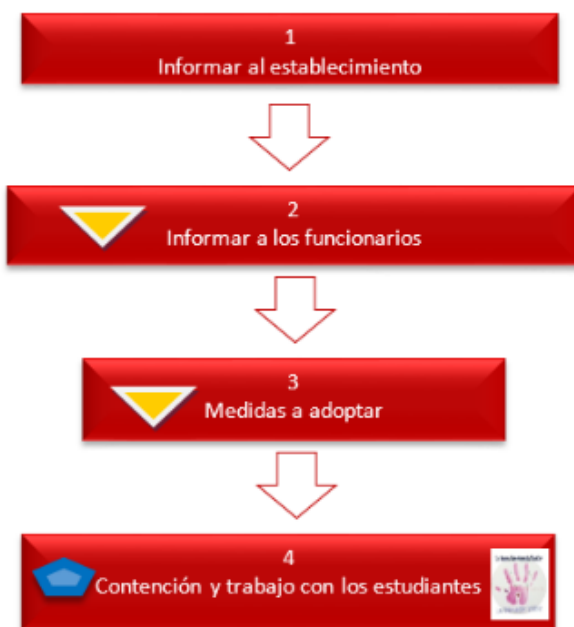 1
Informar al establecimiento
2
Informar a los funcionarios
3
Medidas a adoptar
4
Contención y trabajo con los estudiantes